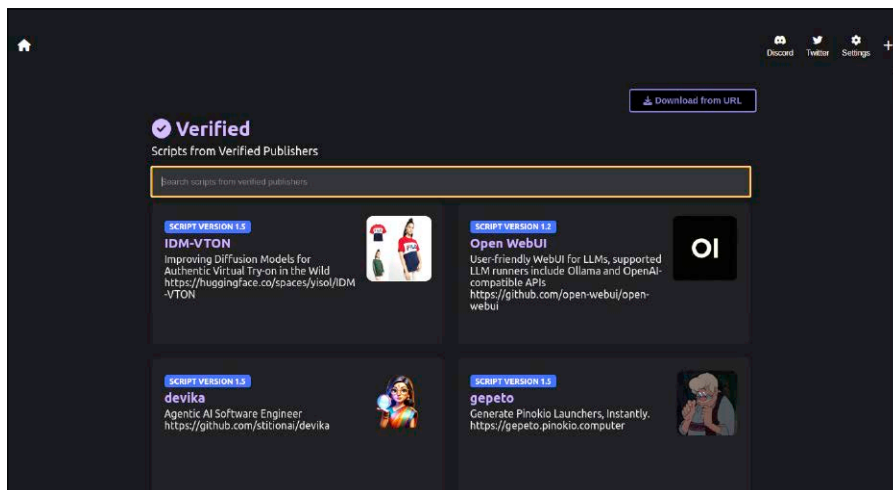 Discord Twitter Settings
Download from URL
Verified
Scripts from Verified Publishers
Search scripts from verified publishers
SCRIPT VERSION 1.5
IDM-VTON
Improving Diffusion Models for
Authentic Virtual Try-on in the Wild
https://huggingface.co/spaces/yisol/IDM
-VTON
FILA
SCRIPT VERSION 1.2
Open WebUI
User-friendly WebUI for LLMs, supported
LLM runners include Ollama and OpenAI-
compatible APIs
https://github.com/open-webui/open-
webui
OI
SCRIPT VERSION 1.5
devika
Agentic AI Software Engineer
https://github.com/stitionai/devika
SCRIPT VERSION 1.5
gepeto
Generate Pinokio Launchers, Instantly.
https://gepeto.pinokio.computer